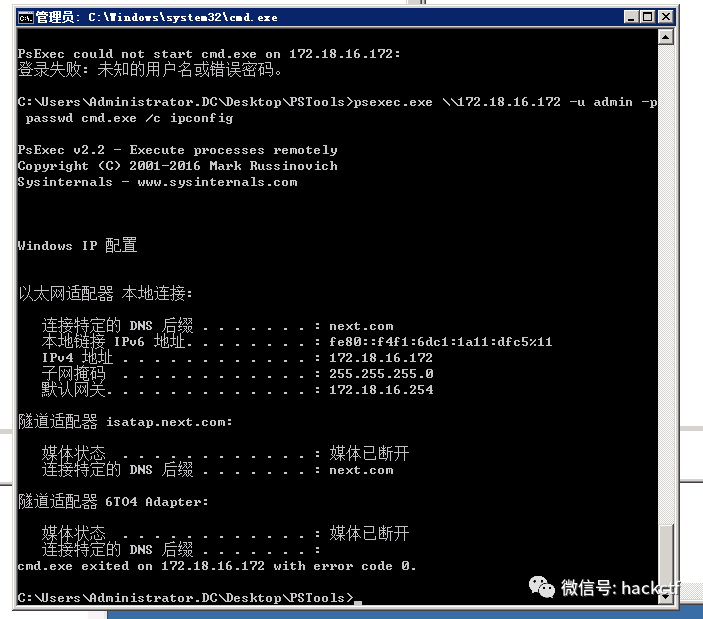 管理员: C:\Windows\system32\cmd.exe
PsExec could not start cmd.exe on 172.18.16.172:
登录失败: 未知的用户名或错误密码。
C:\Users\Administrator.DC\Desktop\PSTools>psexec.exe \\172.18.16.172 -u admin -p
passwd cmd.exe /c ipconfig
PsExec v2.2 - Execute processes remotely
Copyright (C) 2001-2016 Mark Russinovich
Sysinternals - www.sysinternals.com
Windows IP 配置
以太网适配器 本地连接:
连接特定的 DNS 后缀 . . . . . . . : next.com
本地链接 IPv6 地址. . . . . . . . : fe80::f4f1:6dc1:1a11:dfc5%11
IPv4 地址 . . . . . . . . . . . . : 172.18.16.172
子网掩码 . . . . . . . . . . . . : 255.255.255.0
默认网关. . . . . . . . . . . . . : 172.18.16.254
隧道适配器 isatap.next.com:
媒体状态 . . . . . . . . . . . . : 媒体已断开
连接特定的 DNS 后缀 . . . . . . . : next.com
隧道适配器 6TO4 Adapter:
媒体状态 . . . . . . . . . . . . : 媒体已断开
连接特定的 DNS 后缀 . . . . . . . :
cmd.exe exited on 172.18.16.172 with error code 0.
C:\Users\Administrator.DC\Desktop\PSTools>
微信号: hackctf